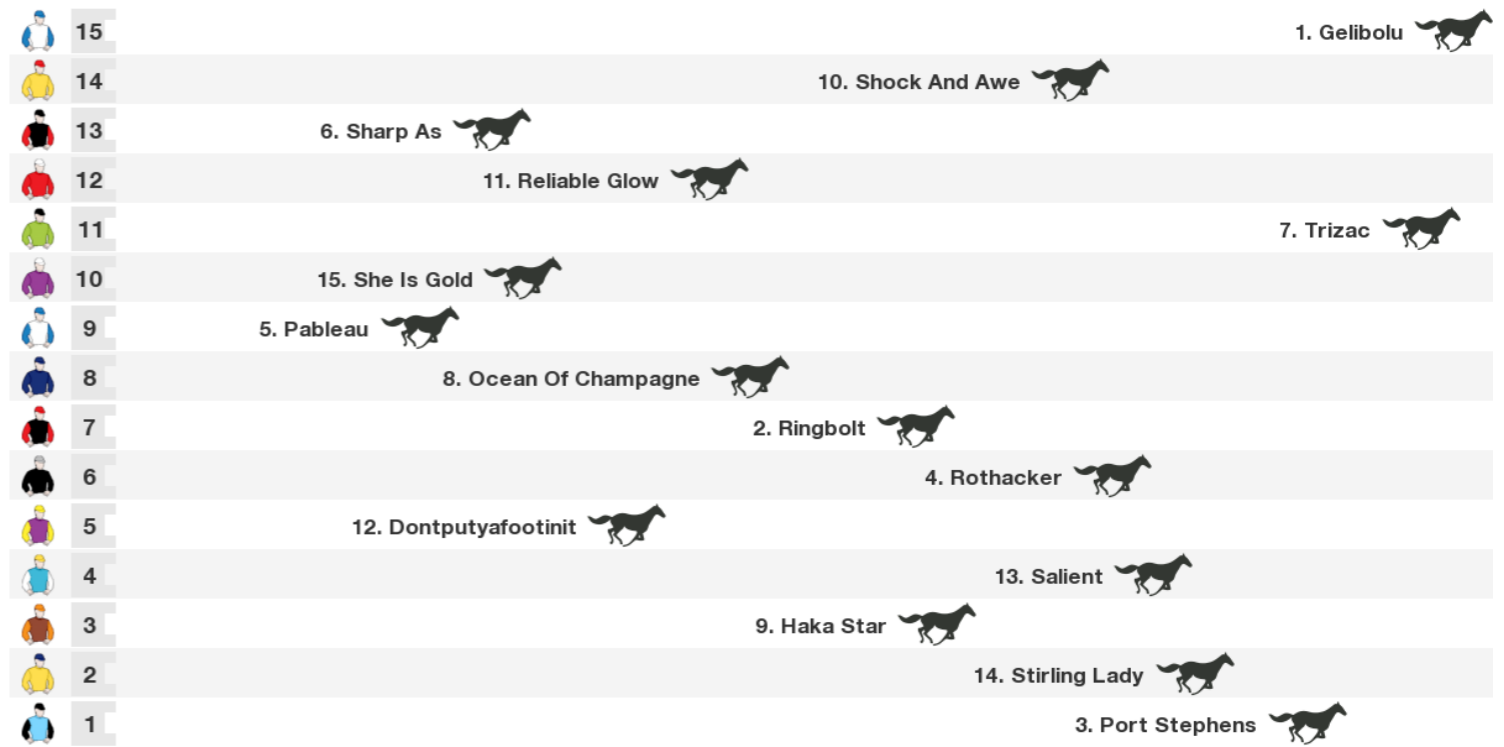 15 1. Gelibolu
14 10. Shock And Awe
13 6. Sharp As
12 11. Reliable Glow
11 7. Trizac
10 15. She Is Gold
9 5. Pableau
8 8. Ocean Of Champagne
7 2. Ringbolt
6 4. Rothacker
5 12. Dontputyafootinit
4 13. Salient
3 9. Haka Star
2 14. Stirling Lady
1 3. Port Stephens